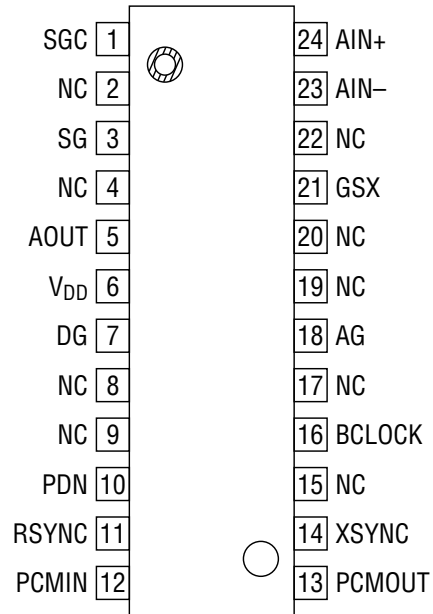 SGC 1 24 AIN+
NC 2 23 AIN–
SG 3 22 NC
NC 4 21 GSX
AOUT 5 20 NC
VDD 6 19 NC
DG 7 18 AG
NC 8 17 NC
NC 9 16 BCLOCK
PDN 10 15 NC
RSYNC 11 14 XSYNC
PCMIN 12 13 PCMOUT